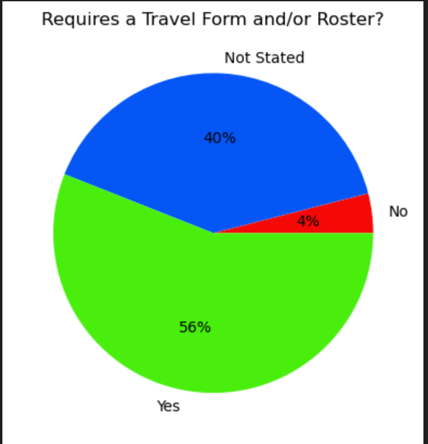 Requires a Travel Form and/or Roster?
Not Stated
40%
No
4%
56%
Yes